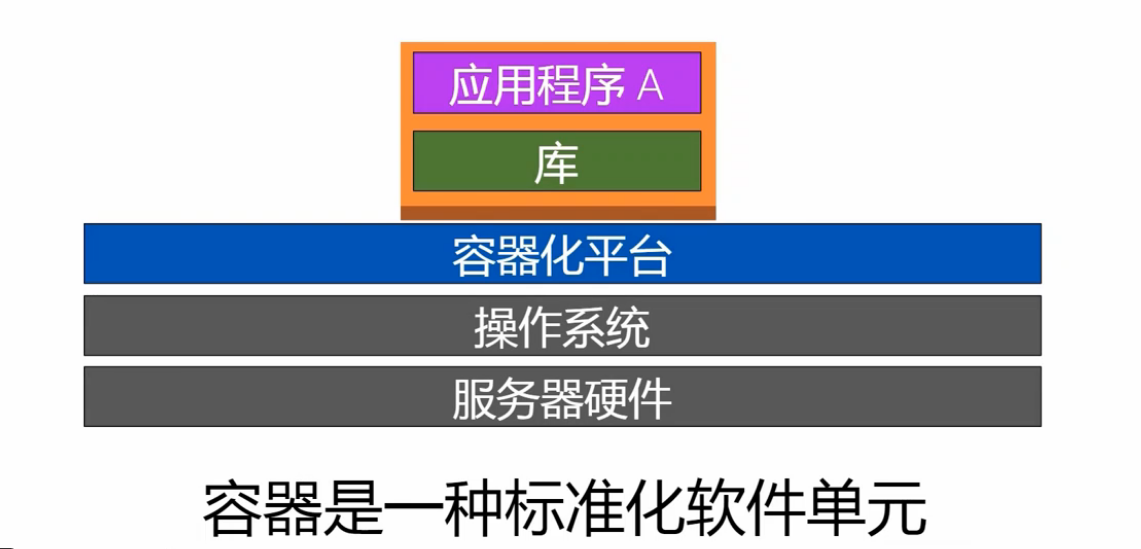 应用程序 A
库
容器化平台
操作系统
服务器硬件
容器是一种标准化软件单元